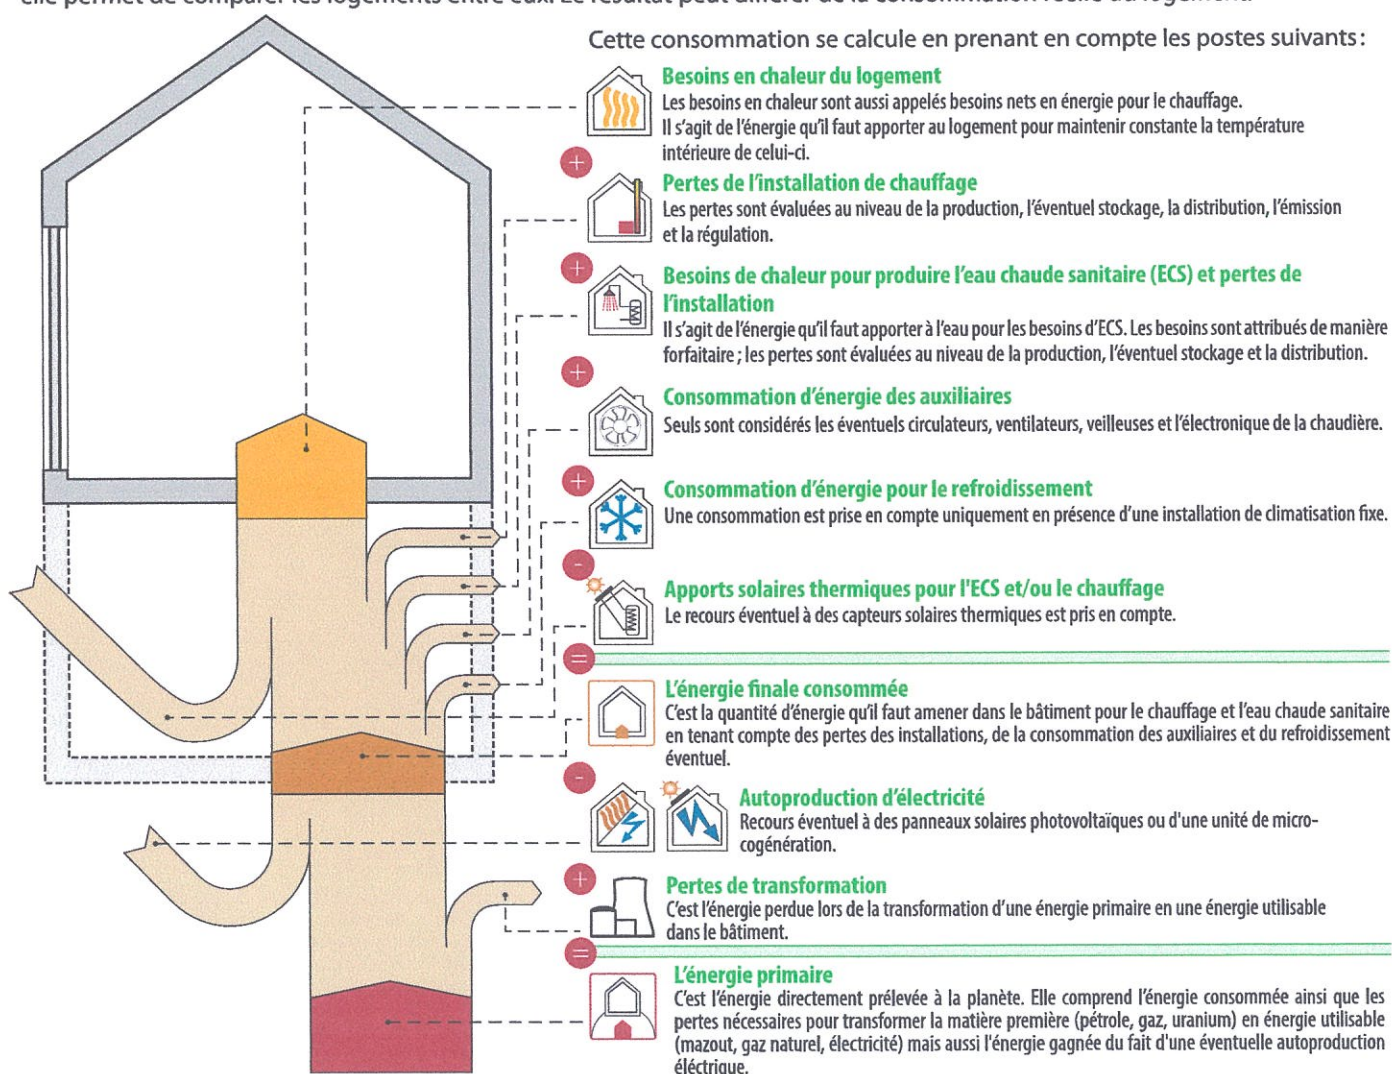 Cette consommation se calcule en prenant en compte les postes suivants :
Besoins en chaleur du logement
Les besoins en chaleur sont aussi appelés besoins nets en énergie pour le chauffage.
Il s'agit de l'énergie qu'il faut apporter au logement pour maintenir constante la température
intérieure de celui-ci.
+
Pertes de l'installation de chauffage
Les pertes sont évaluées au niveau de la production, l'éventuel stockage, la distribution, l'émission
et la régulation.
+
Besoins de chaleur pour produire l'eau chaude sanitaire (ECS) et pertes de
l'installation
Il s'agit de l'énergie qu'il faut apporter à l'eau pour les besoins d'ECS. Les besoins sont attribués de manière
forfaitaire ; les pertes sont évaluées au niveau de la production, l'éventuel stockage et la distribution.
+
Consommation d'énergie des auxiliaires
Seuls sont considérés les éventuels circulateurs, ventilateurs, veilleuses et l'électronique de la chaudière.
+
Consommation d'énergie pour le refroidissement
Une consommation est prise en compte uniquement en présence d'une installation de climatisation fixe.
-
Apports solaires thermiques pour l'ECS et/ou le chauffage
Le recours éventuel à des capteurs solaires thermiques est pris en compte.
=
L'énergie finale consommée
C'est la quantité d'énergie qu'il faut amener dans le bâtiment pour le chauffage et l'eau chaude sanitaire
en tenant compte des pertes des installations, de la consommation des auxiliaires et du refroidissement
éventuel.
-
Autoproduction d'électricité
Recours éventuel à des panneaux solaires photovoltaïques ou d'une unité de micro-
cogénération.
+
Pertes de transformation
C'est l'énergie perdue lors de la transformation d'une énergie primaire en une énergie utilisable
dans le bâtiment.
=
L'énergie primaire
C'est l'énergie directement prélevée à la planète. Elle comprend l'énergie consommée ainsi que les
pertes nécessaires pour transformer la matière première (pétrole, gaz, uranium) en énergie utilisable
(mazout, gaz naturel, électricité) mais aussi l'énergie gagnée du fait d'une éventuelle autoproduction
éléctrique.